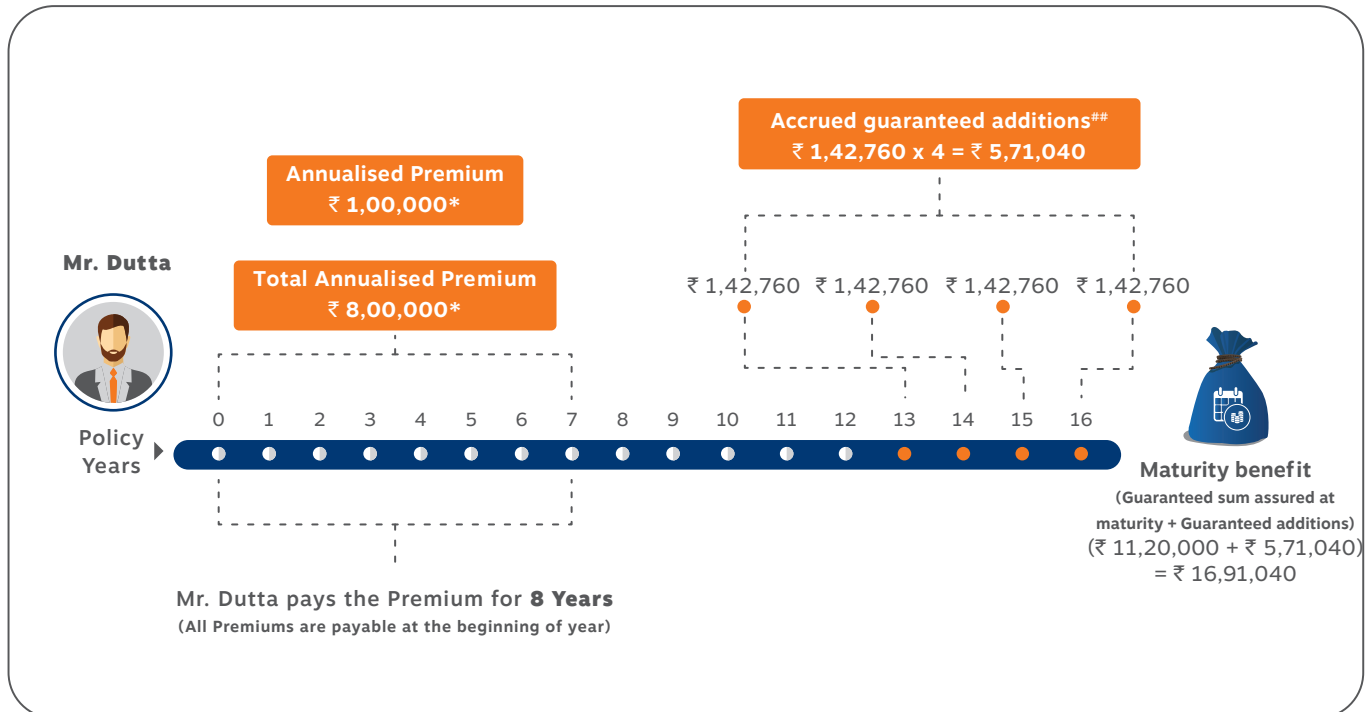 Accrued guaranteed additions##
₹ 1,42,760 x 4 = ₹ 5,71,040
Annualised Premium
₹ 1,00,000*
Mr. Dutta
Total Annualised Premium
₹ 8,00,000*
₹ 1,42,760 ₹ 1,42,760 ₹ 1,42,760 ₹ 1,42,760
0 1 2 3 4 5 6 7 8 9 10 11 12 13 14 15 16
Policy
Years
Maturity benefit
(Guaranteed sum assured at
maturity + Guaranteed additions)
(₹ 11,20,000 + ₹ 5,71,040)
= ₹ 16,91,040
Mr. Dutta pays the Premium for 8 Years
(All Premiums are payable at the beginning of year)